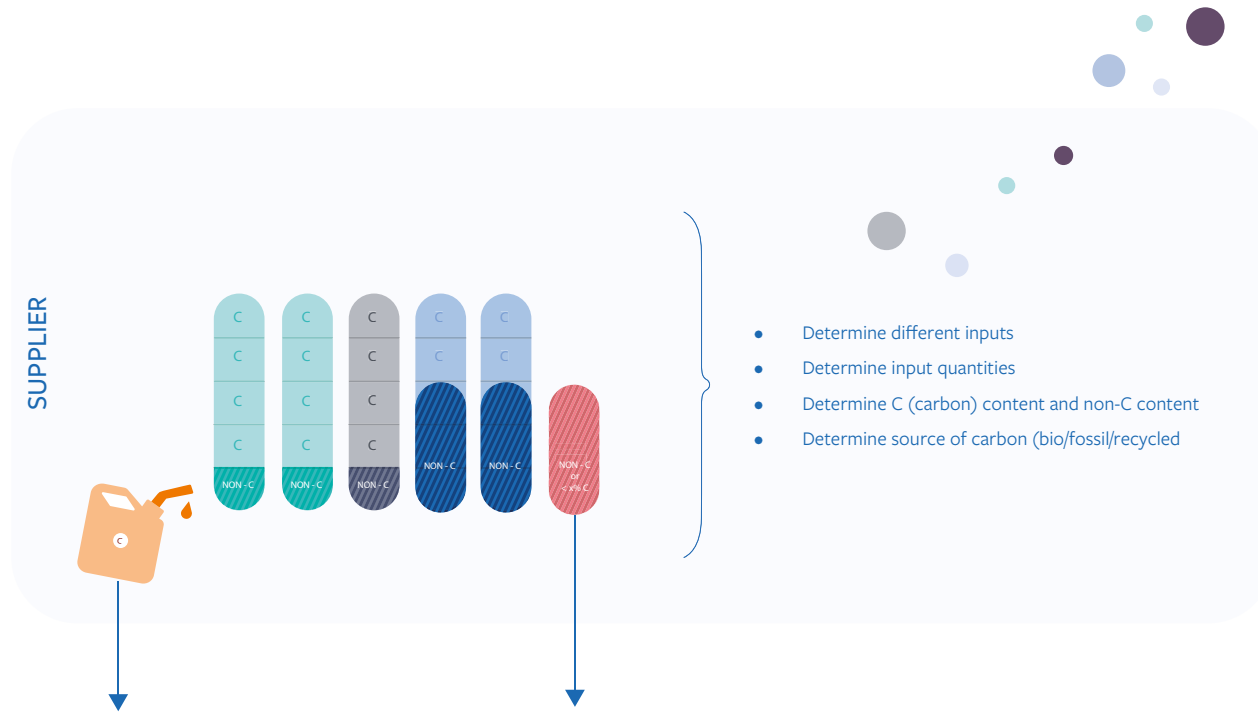 SUPPLIER
C C C C C
C C C C C
C C C
C C C
NON - C NON - C NON - C NON - C NON - C NON - C
or
< x% C
C
● Determine different inputs
● Determine input quantities
● Determine C (carbon) content and non-C content
● Determine source of carbon (bio/fossil/recycled